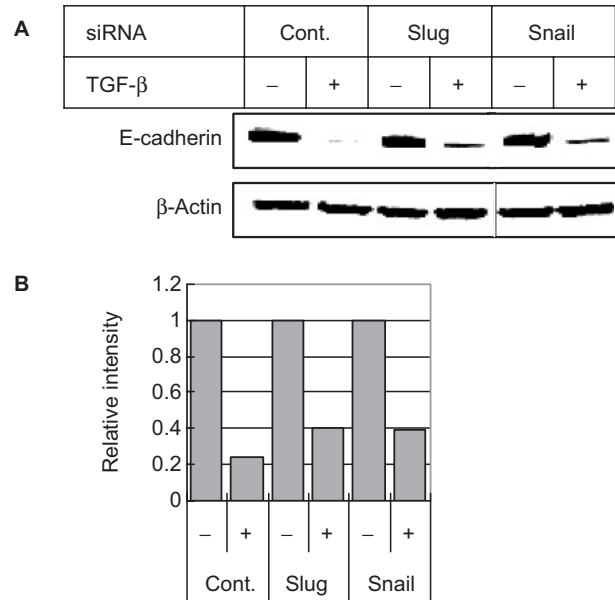 A
siRNA Cont. Slug Snail
TGF-β – + – + – +
E-cadherin
β-Actin
B
Relative intensity
1.2
1
0.8
0.6
0.4
0.2
0
– + – + – +
Cont. Slug Snail